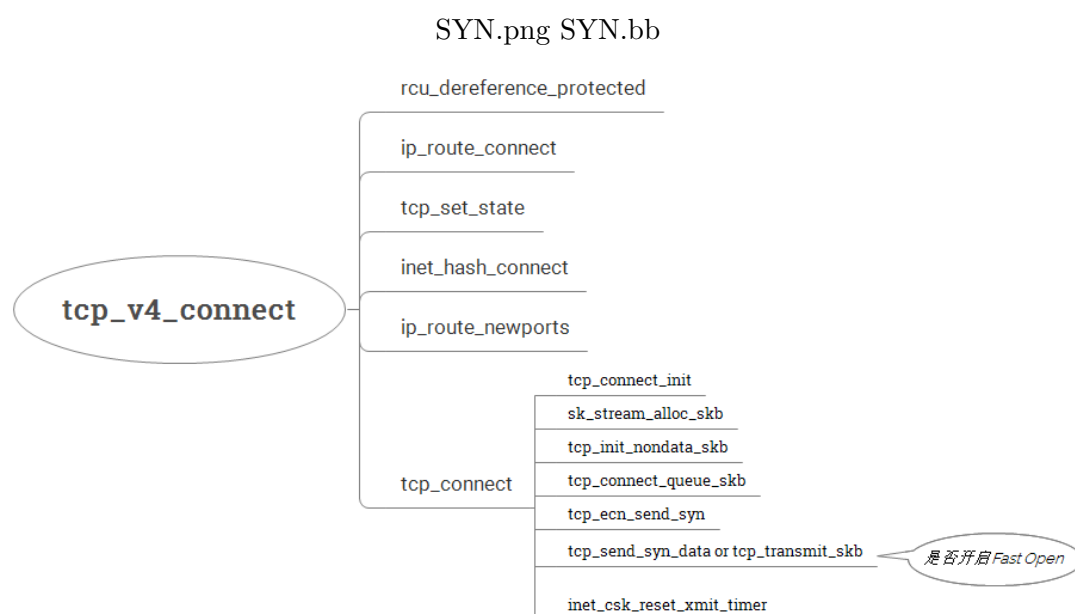 SYN.png SYN.bb
rcu_dereference_protected
ip_route_connect
tcp_set_state
inet_hash_connect
tcp_v4_connect
ip_route_newports
tcp_connect_init
sk_stream_alloc_skb
tcp_init_nondata_skb
tcp_connect
tcp_connect_queue_skb
tcp_ecn_send_syn
tcp_send_syn_data or tcp_transmit_skb
是否开启Fast Open
inet_csk_reset_xmit_timer